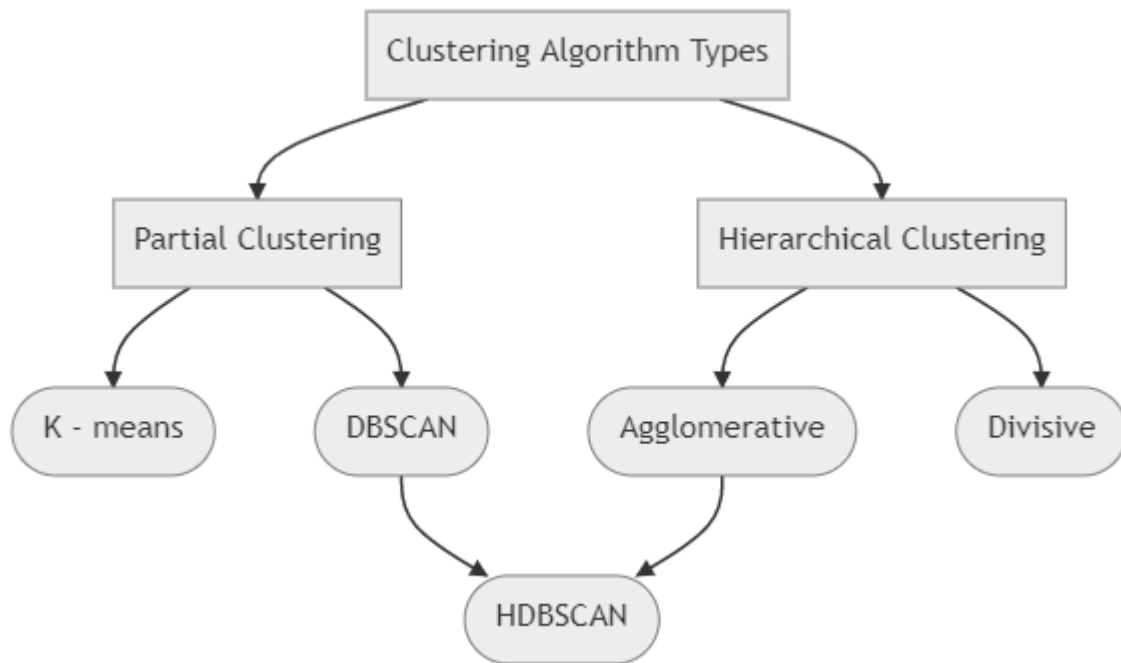 Clustering Algorithm Types
Partial Clustering
Hierarchical Clustering
K - means
DBSCAN
Agglomerative
Divisive
HDBSCAN